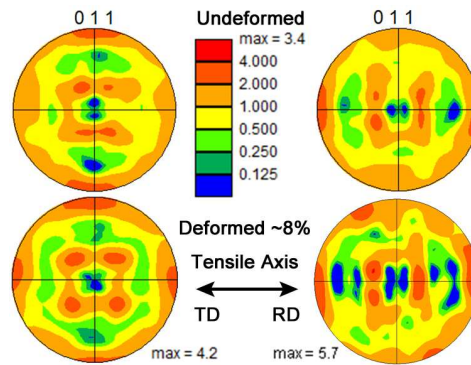 0 1 1
Undeformed
0 1 1
max = 3.4
4.000
2.000
1.000
0.500
0.250
0.125
Deformed ~8%
Tensile Axis
TD RD
max = 4.2
max = 5.7